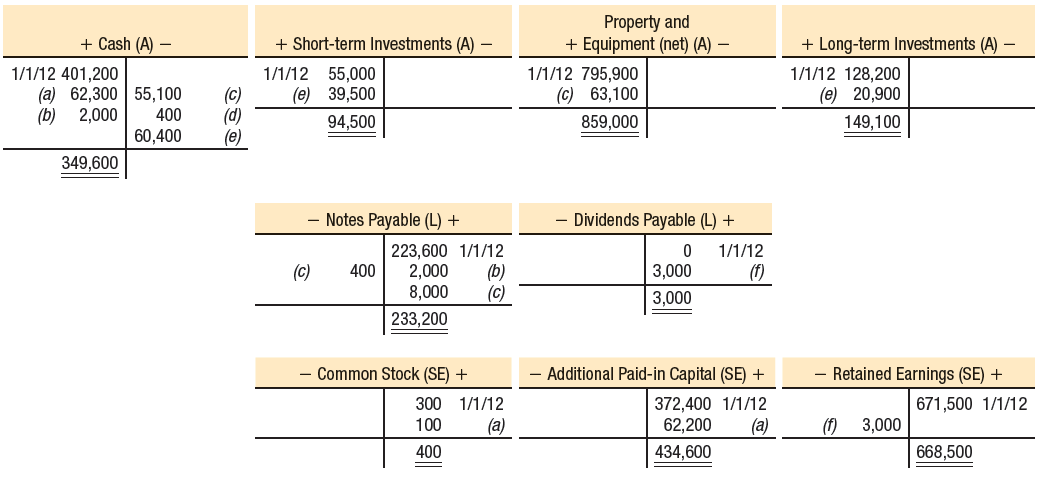 + Cash (A) −
1/1/12 401,200
(a) 62,300 55,100 (c)
(b) 2,000 400 (d)
60,400 (e)
349,600
+ Short-term Investments (A) −
1/1/12 55,000
(e) 39,500
94,500
Property and
+ Equipment (net) (A) −
1/1/12 795,900
(c) 63,100
859,000
+ Long-term Investments (A) −
1/1/12 128,200
(e) 20,900
149,100
− Notes Payable (L) +
223,600 1/1/12
(c) 400 2,000 (b)
8,000 (c)
233,200
− Dividends Payable (L) +
0 1/1/12
3,000 (f)
3,000
− Common Stock (SE) +
300 1/1/12
100 (a)
400
− Additional Paid-in Capital (SE) +
372,400 1/1/12
62,200 (a)
434,600
− Retained Earnings (SE) +
671,500 1/1/12
(f) 3,000
668,500